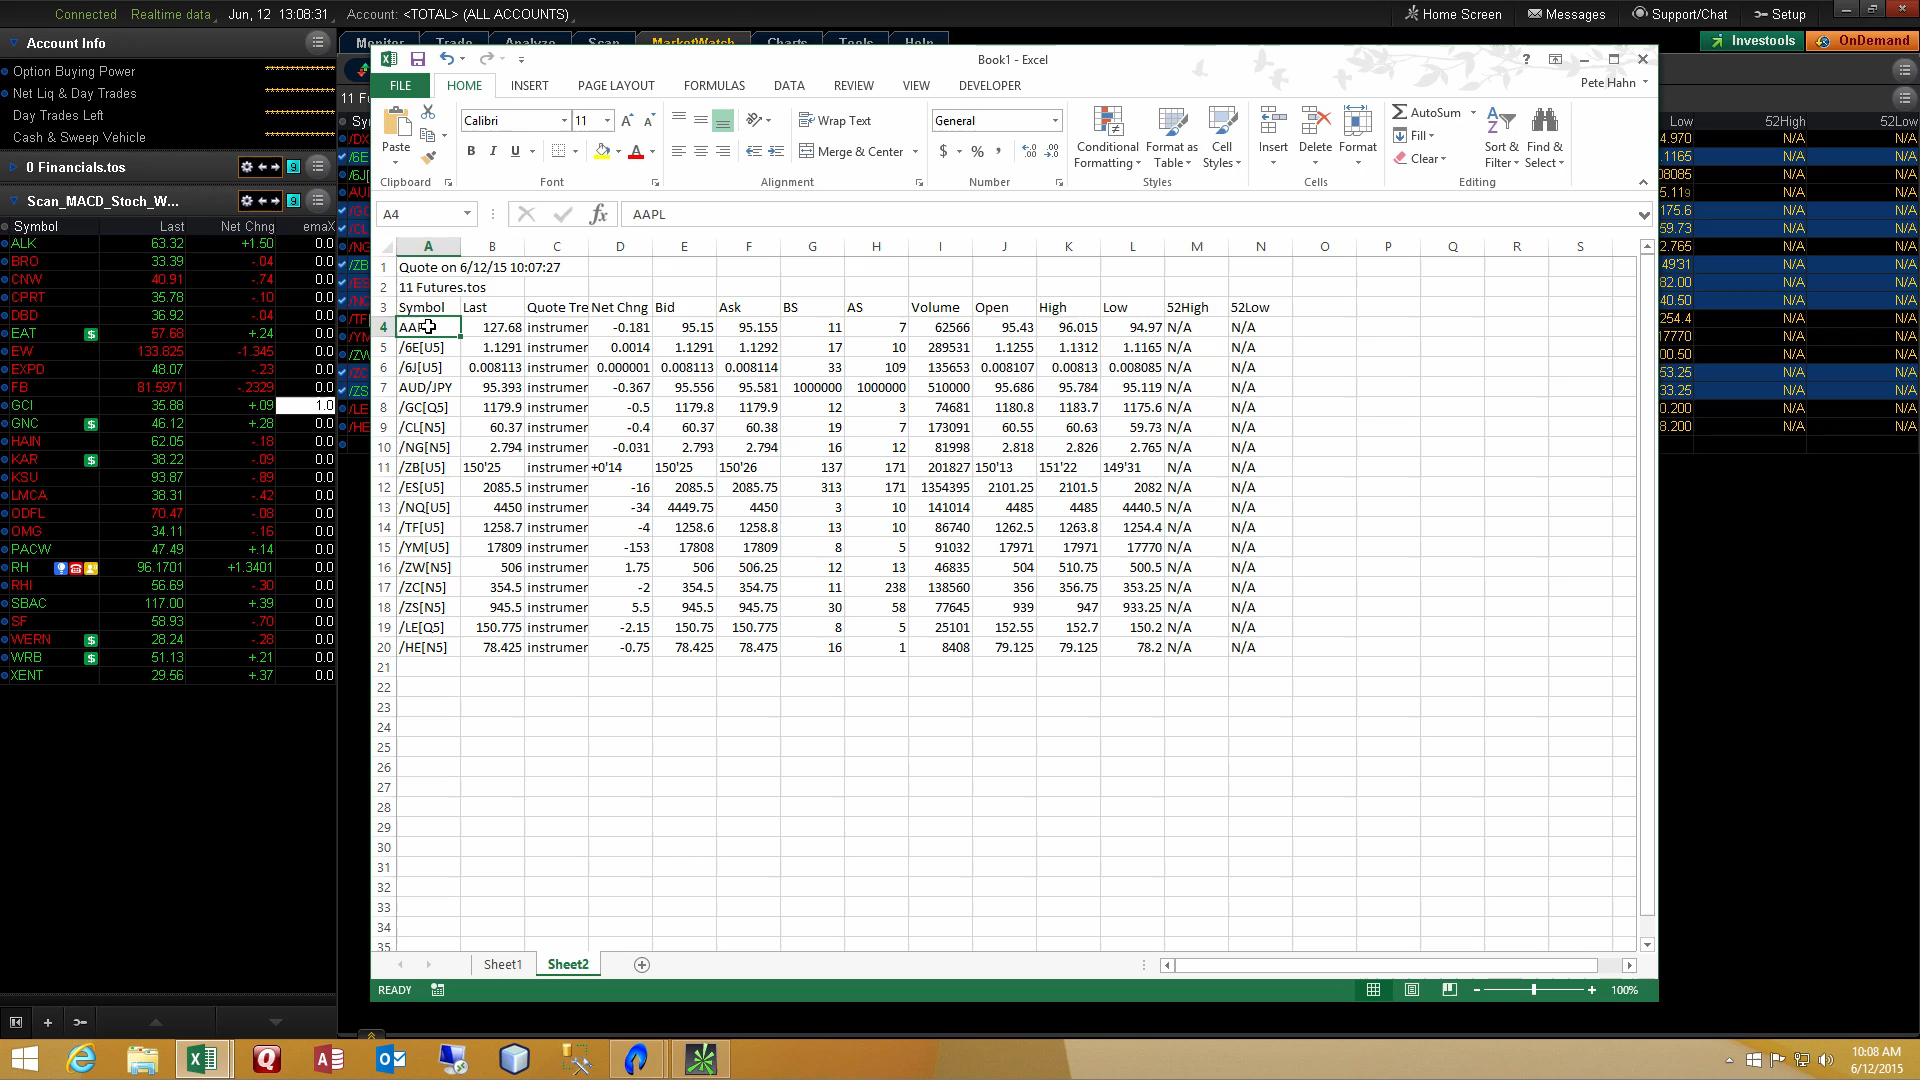 Connected Realtime data Jun, 12 13:08:31 Account: <TOTAL> (ALL ACCOUNTS) Home Screen Messages Support/Chat Setup
Investools OnDemand
Account Info
Option Buying Power **************
Net Liq & Day Trades **************
Day Trades Left **************
Cash & Sweep Vehicle **************
0 Financials.tos 9
Scan_MACD_Stoch_W... 9
Symbol Last Net Chng emaX
ALK 63.32 +1.50 0.0
BRO 33.39 -.04 0.0
CNW 40.91 -.74 0.0
CPRT 35.78 -.10 0.0
DBD 36.92 -.04 0.0
EAT $ 57.68 +.24 0.0
EW 133.825 -1.345 0.0
EXPD 48.07 -.23 0.0
FB 81.5971 -.2329 0.0
GCI 35.88 +.09 1.0
GNC $ 46.12 +.28 0.0
HAIN 62.05 -.18 0.0
KAR $ 38.22 -.09 0.0
KSU 93.87 -.89 0.0
LMCA 38.31 -.42 0.0
ODFL 70.47 -.08 0.0
OMG 34.11 -.16 0.0
PACW 47.49 +.14 0.0
RH 96.1701 +1.3401 0.0
RHI 56.69 -.30 0.0
SBAC 117.00 +.39 0.0
SF 58.93 -.70 0.0
WERN $ 28.24 -.28 0.0
WRB $ 51.13 +.21 0.0
XENT 29.56 +.37 0.0
Monitor Trade Analyze Scan MarketWatch Charts Tools Help
Book1 - Excel
FILE HOME INSERT PAGE LAYOUT FORMULAS DATA REVIEW VIEW DEVELOPER Pete Hahn
Paste Calibri 11 Wrap Text General Conditional Formatting Format as Table Cell Styles Insert Delete Format AutoSum Sort & Filter Find & Select
B I U Merge & Center $ % , Fill
Clear
Clipboard Font Alignment Number Styles Cells Editing
A4 fx AAPL
A B C D E F G H I J K L M N O P Q R S
1 Quote on 6/12/15 10:07:27
2 11 Futures.tos
3 Symbol Last Quote Tre Net Chng Bid Ask BS AS Volume Open High Low 52High 52Low
4 AAP 127.68 instrumer -0.181 95.15 95.155 11 7 62566 95.43 96.015 94.97 N/A N/A
5 /6E[U5] 1.1291 instrumer 0.0014 1.1291 1.1292 17 10 289531 1.1255 1.1312 1.1165 N/A N/A
6 /6J[U5] 0.008113 instrumer 0.000001 0.008113 0.008114 33 109 135653 0.008107 0.00813 0.008085 N/A N/A
7 AUD/JPY 95.393 instrumer -0.367 95.556 95.581 1000000 1000000 510000 95.686 95.784 95.119 N/A N/A
8 /GC[Q5] 1179.9 instrumer -0.5 1179.8 1179.9 12 3 74681 1180.8 1183.7 1175.6 N/A N/A
9 /CL[N5] 60.37 instrumer -0.4 60.37 60.38 19 7 173091 60.55 60.63 59.73 N/A N/A
10 /NG[N5] 2.794 instrumer -0.031 2.793 2.794 16 12 81998 2.818 2.826 2.765 N/A N/A
11 /ZB[U5] 150'25 instrumer +0'14 150'25 150'26 137 171 201827 150'13 151'22 149'31 N/A N/A
12 /ES[U5] 2085.5 instrumer -16 2085.5 2085.75 313 171 1354395 2101.25 2101.5 2082 N/A N/A
13 /NQ[U5] 4450 instrumer -34 4449.75 4450 3 10 141014 4485 4485 4440.5 N/A N/A
14 /TF[U5] 1258.7 instrumer -4 1258.6 1258.8 13 10 86740 1262.5 1263.8 1254.4 N/A N/A
15 /YM[U5] 17809 instrumer -153 17808 17809 8 5 91032 17971 17971 17770 N/A N/A
16 /ZW[N5] 506 instrumer 1.75 506 506.25 12 13 46835 504 510.75 500.5 N/A N/A
17 /ZC[N5] 354.5 instrumer -2 354.5 354.75 11 238 138560 356 356.75 353.25 N/A N/A
18 /ZS[N5] 945.5 instrumer 5.5 945.5 945.75 30 58 77645 939 947 933.25 N/A N/A
19 /LE[Q5] 150.775 instrumer -2.15 150.75 150.775 8 5 25101 152.55 152.7 150.2 N/A N/A
20 /HE[N5] 78.425 instrumer -0.75 78.425 78.475 16 1 8408 79.125 79.125 78.2 N/A N/A
21
22
23
24
25
26
27
28
29
30
31
32
33
34
35
Sheet1 Sheet2
READY 100%
Low 52High 52Low
4.970 N/A N/A
.1165 N/A N/A
08085 N/A N/A
5.119 N/A N/A
175.6 N/A N/A
59.73 N/A N/A
2.765 N/A N/A
49'31 N/A N/A
82.00 N/A N/A
40.50 N/A N/A
254.4 N/A N/A
17770 N/A N/A
00.50 N/A N/A
53.25 N/A N/A
33.25 N/A N/A
0.200 N/A N/A
8.200 N/A N/A
10:08 AM
6/12/2015